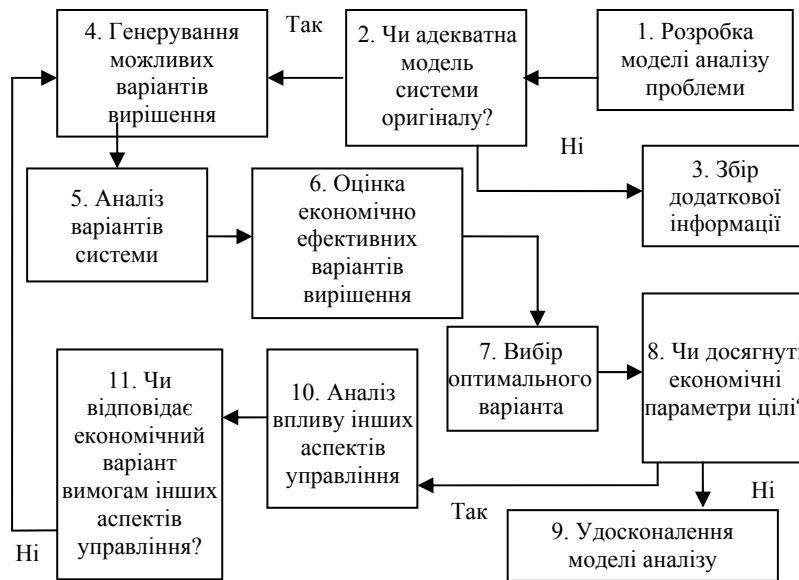 4. Генерування
можливих
варіантів
вирішення
Так
2. Чи адекватна
модель
системи
оригіналу?
1. Розробка
моделі аналізу
проблеми
Ні
3. Збір
додаткової
інформації
5. Аналіз
варіантів
системи
6. Оцінка
економічно
ефективних
варіантів
вирішення
7. Вибір
оптимального
варіанта
8. Чи досягнуті
економічні
параметри цілі?
11. Чи
відповідає
економічний
варіант
вимогам інших
аспектів
управління?
10. Аналіз
впливу інших
аспектів
управління
Ні
Так
Ні
9. Удосконалення
моделі аналізу